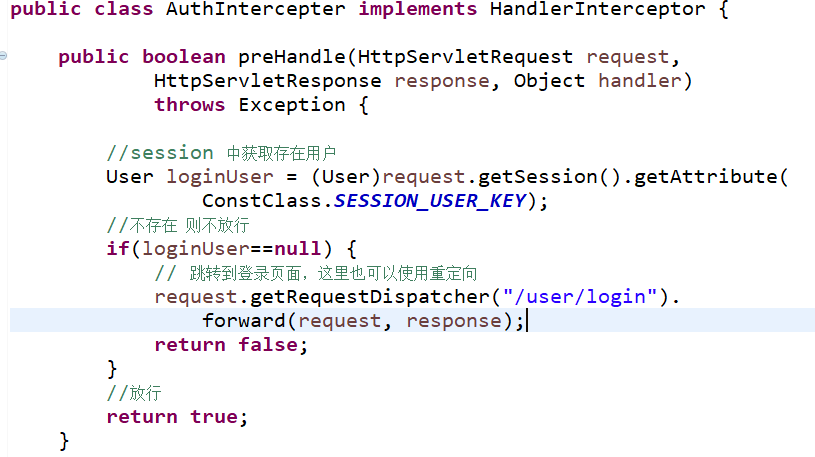 public class AuthIntercepter implements HandlerInterceptor {
public boolean preHandle(HttpServletRequest request,
HttpServletResponse response, Object handler)
throws Exception {
//session 中获取存在用户
User loginUser = (User)request.getSession().getAttribute(
ConstClass.SESSION_USER_KEY);
//不存在 则不放行
if(loginUser==null) {
// 跳转到登录页面，这里也可以使用重定向
request.getRequestDispatcher("/user/login").
forward(request, response);
return false;
}
//放行
return true;
}